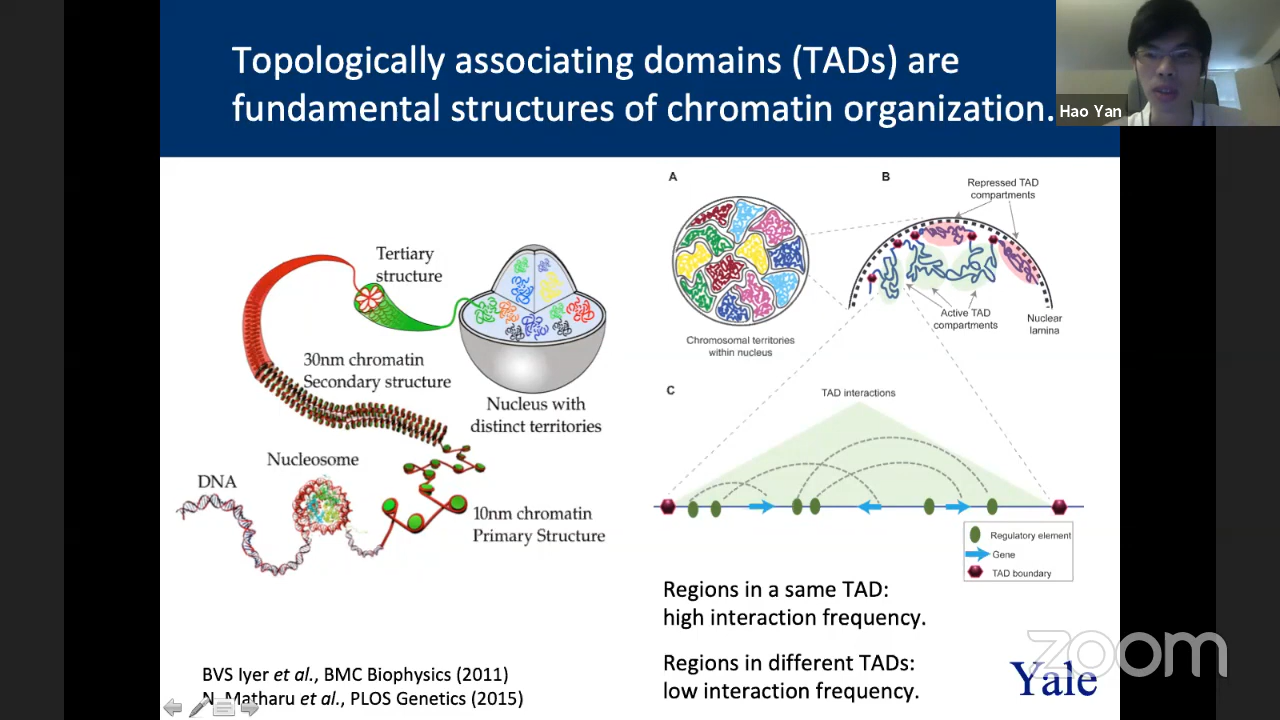 Topologically associating domains (TADs) are
fundamental structures of chromatin organization.
Hao Yan
Tertiary
structure
30nm chromatin
Secondary structure
Nucleus with
distinct territories
Nucleosome
DNA
10nm chromatin
Primary Structure
A
Chromosomal territories
within nucleus
B
Repressed TAD
compartments
Active TAD
compartments
Nuclear
lamina
C
TAD interactions
Regulatory element
Gene
TAD boundary
Regions in a same TAD:
high interaction frequency.
Regions in different TADs:
low interaction frequency.
BVS Iyer et al., BMC Biophysics (2011)
N. Matharu et al., PLOS Genetics (2015)
zoom
Yale